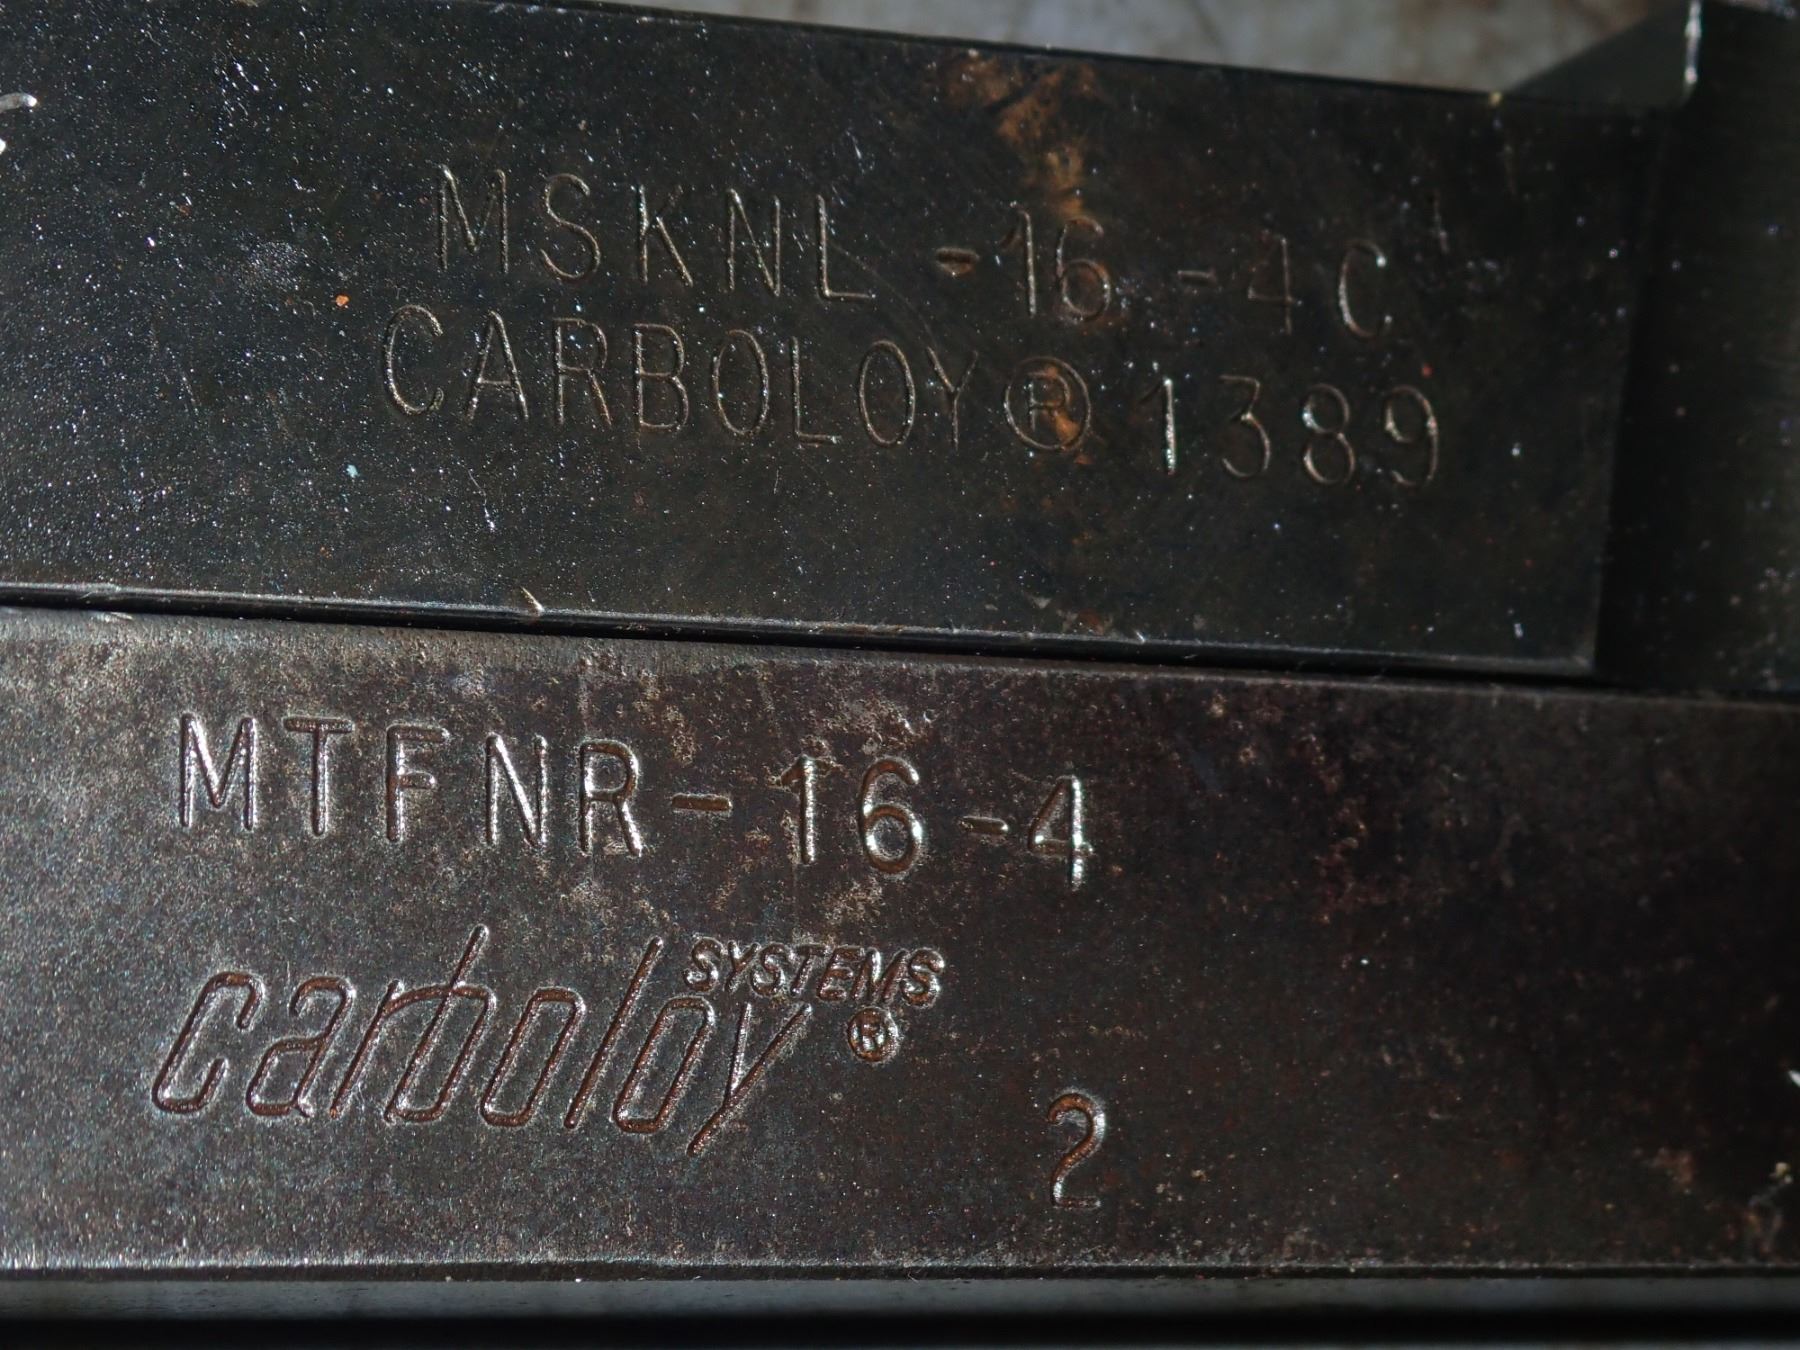 MSKNL -16 -4C
CARBOLOY® 1389
MTFNR-16-4
carboloy SYSTEMS ®
2